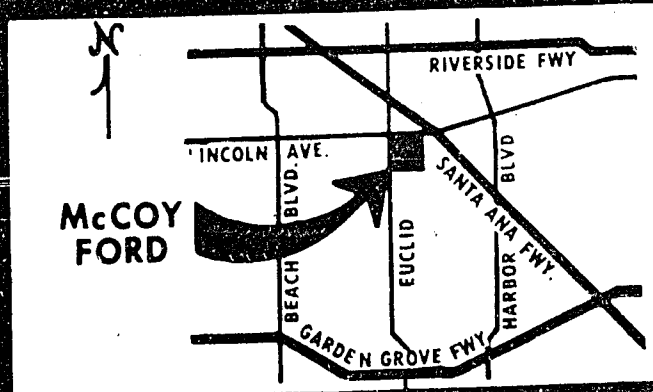 N
RIVERSIDE FWY
INCOLN AVE.
McCOY
FORD
BEACH BLVD.
EUCLID
HARBOR BLVD
SANTA ANA FWY.
GARDEN GROVE FWY